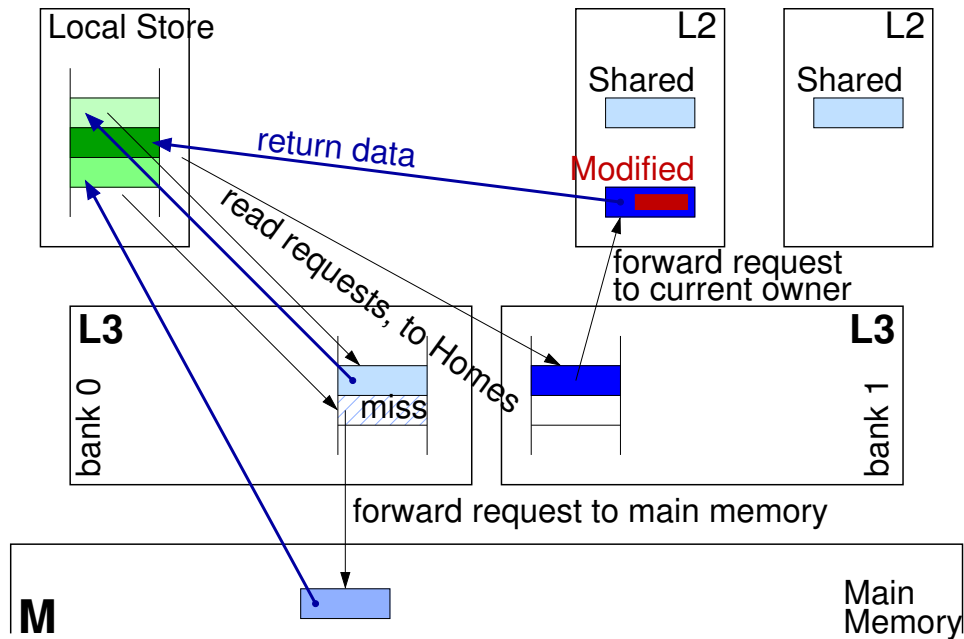 Local Store
L2
L2
Shared
Shared
return data
Modified
read requests, to Homes
forward request
to current owner
L3
L3
bank 0
miss
bank 1
forward request to main memory
M
Main
Memory